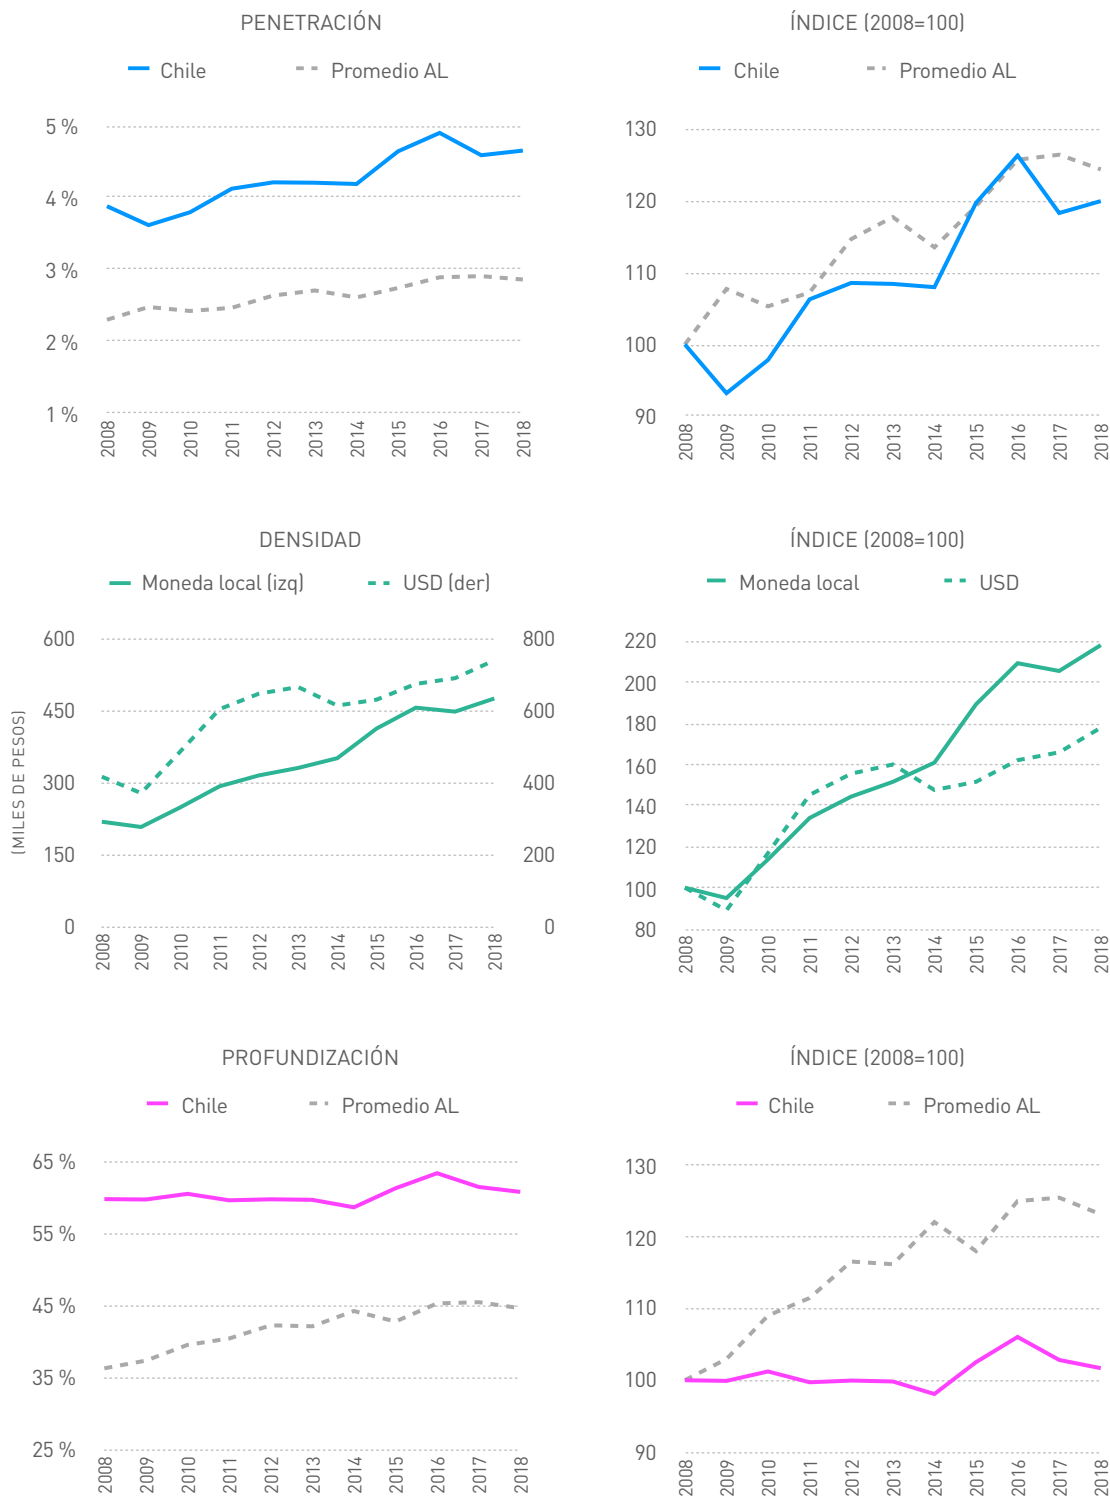 PENETRACIÓN
Chile Promedio AL
5 %
4 %
3 %
2 %
1 %
2008 2009 2010 2011 2012 2013 2014 2015 2016 2017 2018
ÍNDICE (2008=100)
Chile Promedio AL
130
120
110
100
90
2008 2009 2010 2011 2012 2013 2014 2015 2016 2017 2018
DENSIDAD
Moneda local (izq) USD (der)
(MILES DE PESOS)
600 800
450 600
300 400
150 200
0 0
2008 2009 2010 2011 2012 2013 2014 2015 2016 2017 2018
ÍNDICE (2008=100)
Moneda local USD
220
200
180
160
140
120
100
80
2008 2009 2010 2011 2012 2013 2014 2015 2016 2017 2018
PROFUNDIZACIÓN
Chile Promedio AL
65 %
55 %
45 %
35 %
25 %
2008 2009 2010 2011 2012 2013 2014 2015 2016 2017 2018
ÍNDICE (2008=100)
Chile Promedio AL
130
120
110
100
90
2008 2009 2010 2011 2012 2013 2014 2015 2016 2017 2018